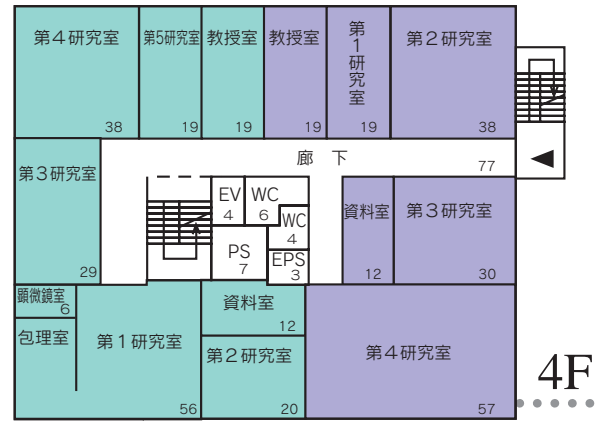 第4研究室
38
第5研究室
19
教授室
19
教授室
19
第1研究室
19
第2研究室
38
廊 下
77
第3研究室
29
EV
4
WC
6
WC
4
PS
7
EPS
3
資料室
12
第3研究室
30
顕微鏡室
6
包理室
第1研究室
56
資料室
12
第2研究室
20
第4研究室
57
4F